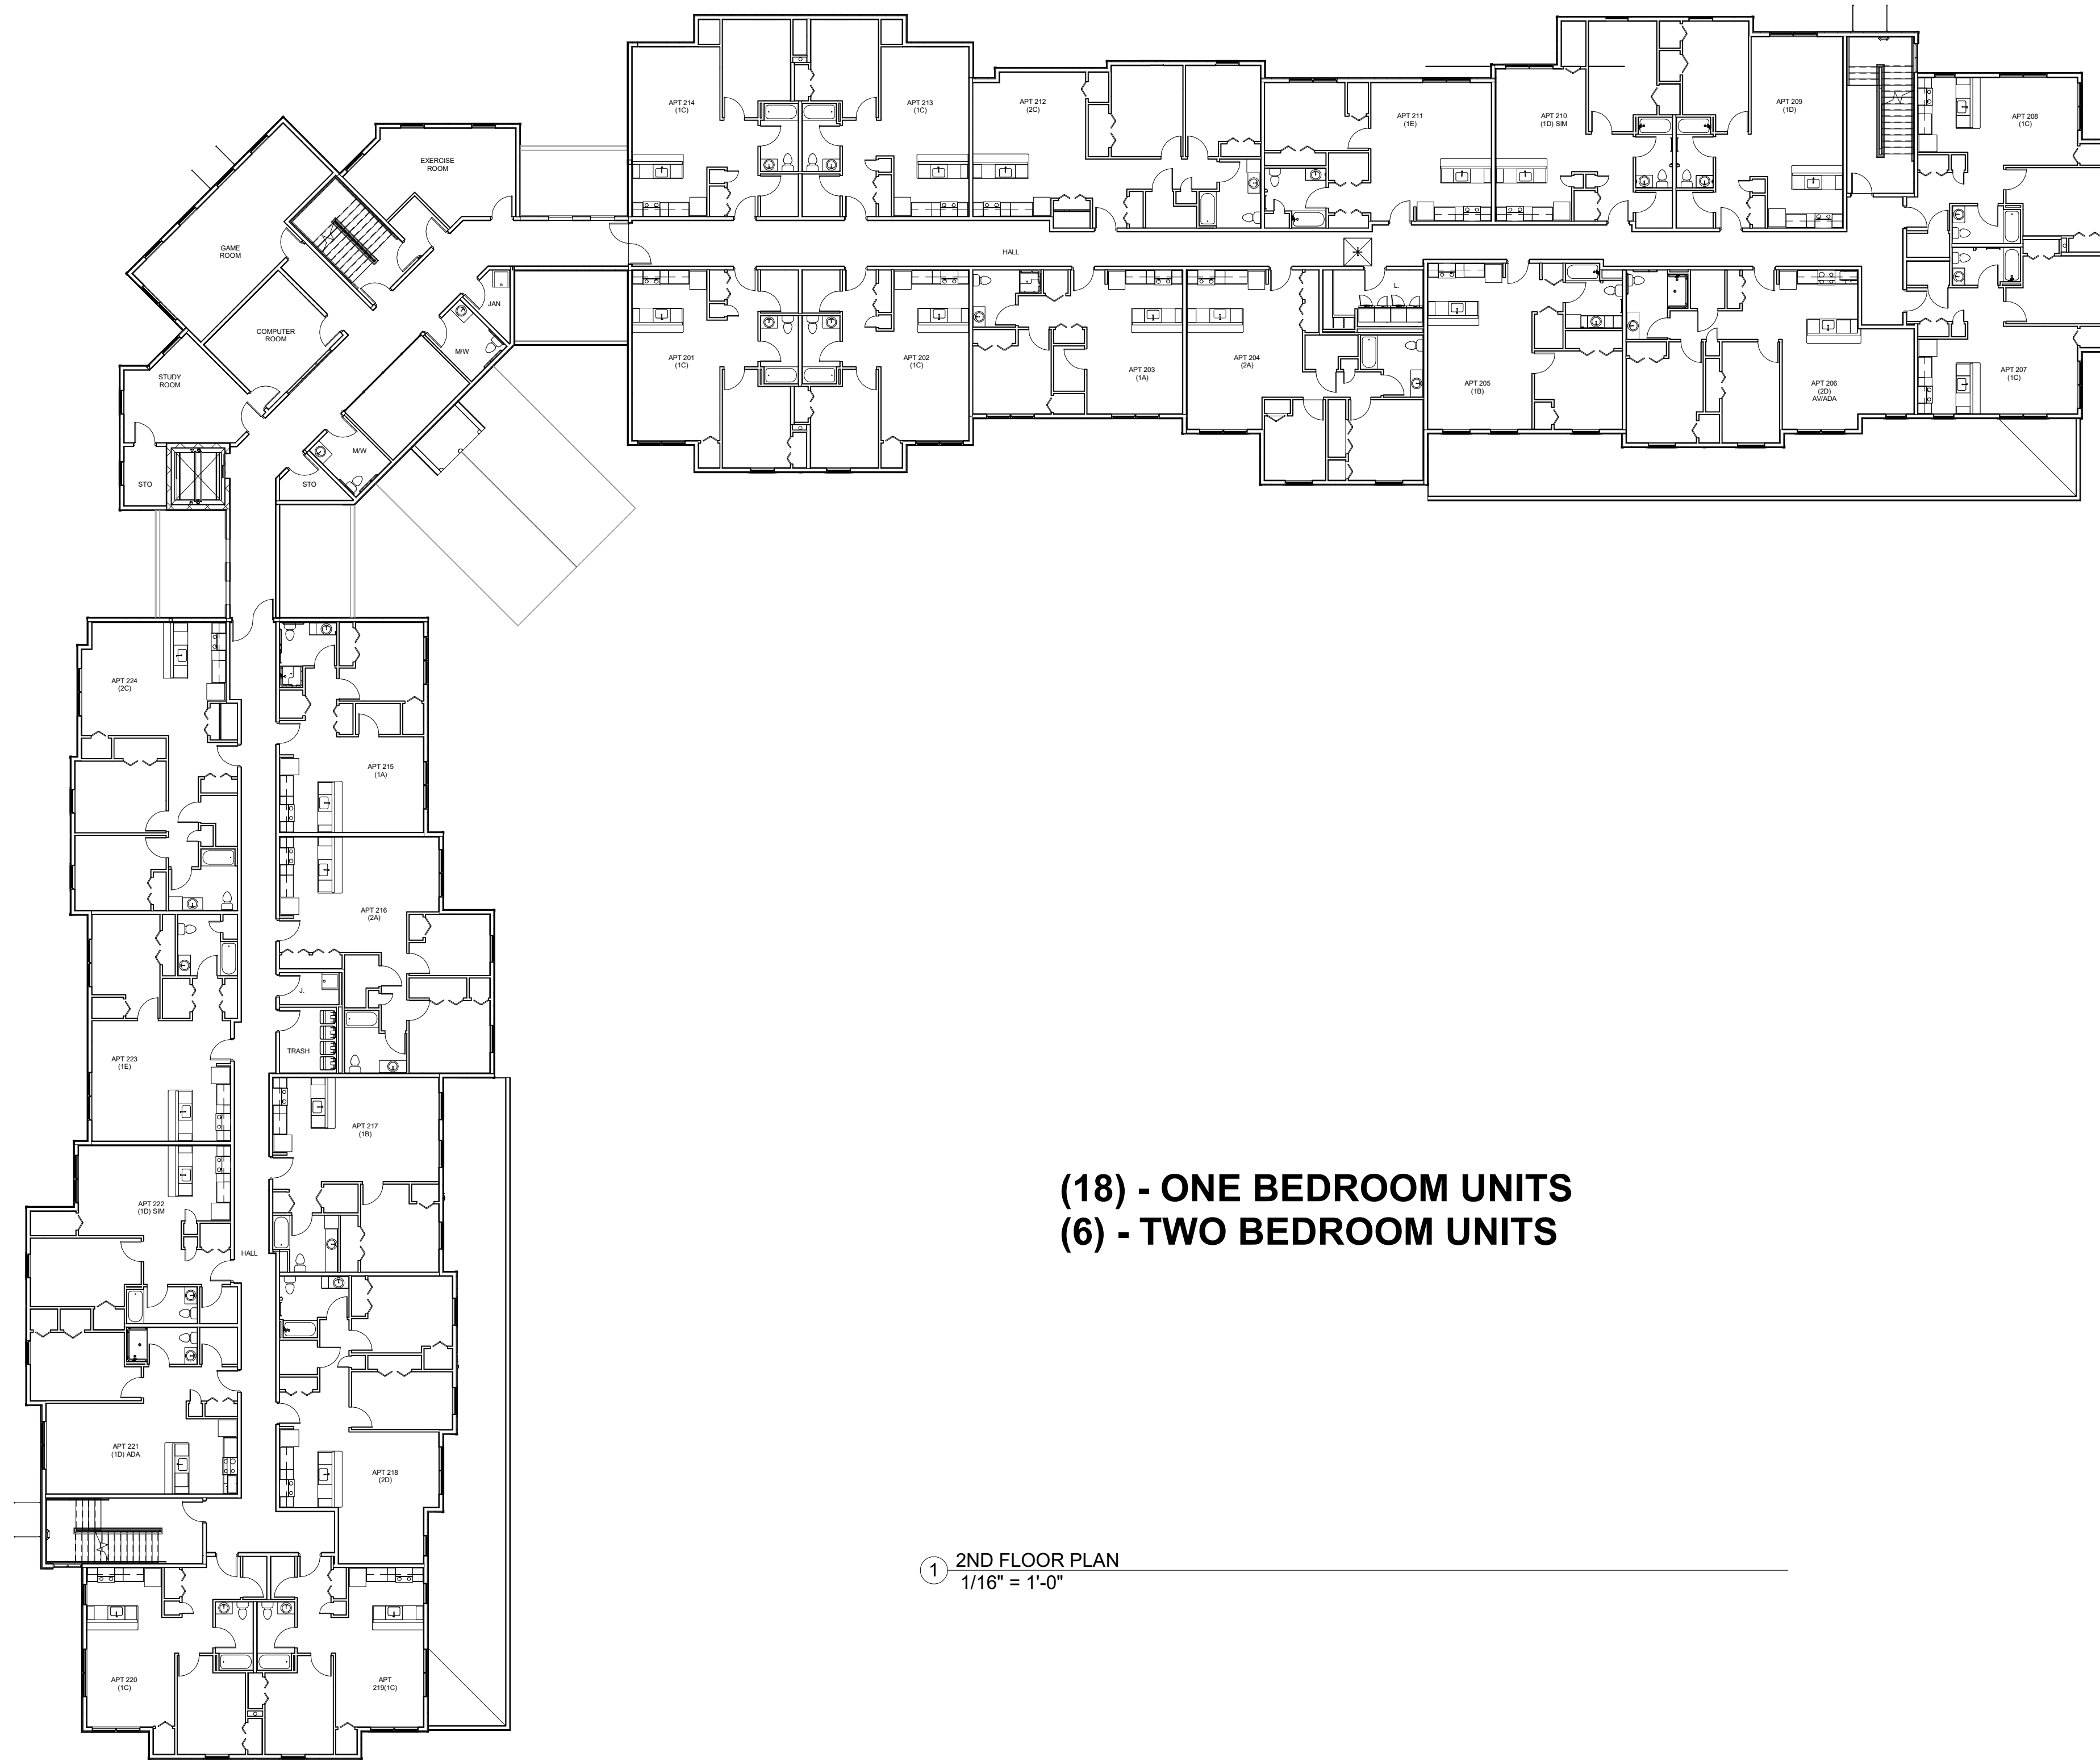 APT 214
(1C)
APT 213
(1C)
APT 212
(2C)
APT 211
(1E)
APT 210
(1D) SIM
APT 209
(1D)
APT 208
(1C)
EXERCISE
ROOM
GAME
ROOM
HALL
JAN
L.
COMPUTER
ROOM
M/W
STUDY
ROOM
APT 201
(1C)
APT 202
(1C)
APT 203
(1A)
APT 204
(2A)
APT 205
(1B)
APT 206
(2D)
AV/ADA
APT 207
(1C)
M/W
STO
STO
APT 224
(2C)
APT 215
(1A)
APT 216
(2A)
J.
TRASH
APT 223
(1E)
APT 217
(1B)
APT 222
(1D) SIM
HALL
(18) - ONE BEDROOM UNITS
(6) - TWO BEDROOM UNITS
APT 221
(1D) ADA
APT 218
(2D)
1
2ND FLOOR PLAN
1/16" = 1'-0"
APT 220
(1C)
APT
219(1C)